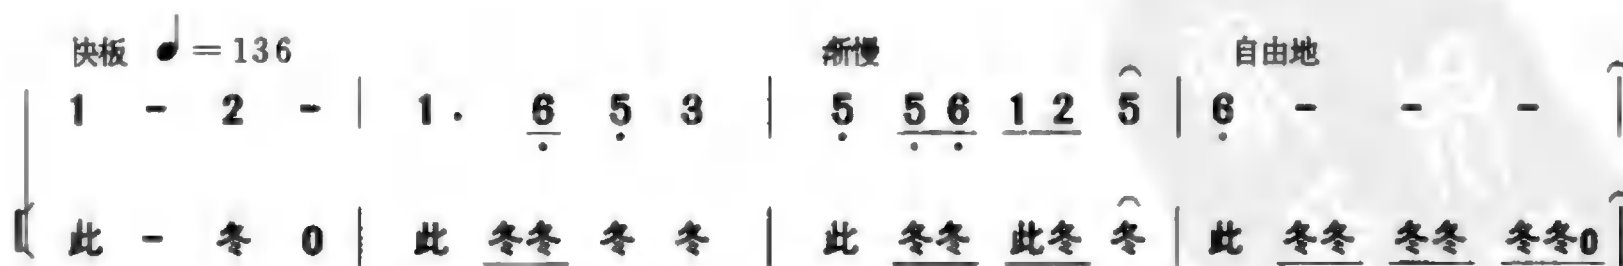 快板 ♩=136 渐慢 自由地
1 - 2 - | 1. 6 5 3 | 5 5 6 1 2 5 | 6 - - -
此 - 冬 0 | 此 冬冬 冬 冬 | 此 冬冬 此冬 冬 | 此 冬冬 冬冬 冬冬0